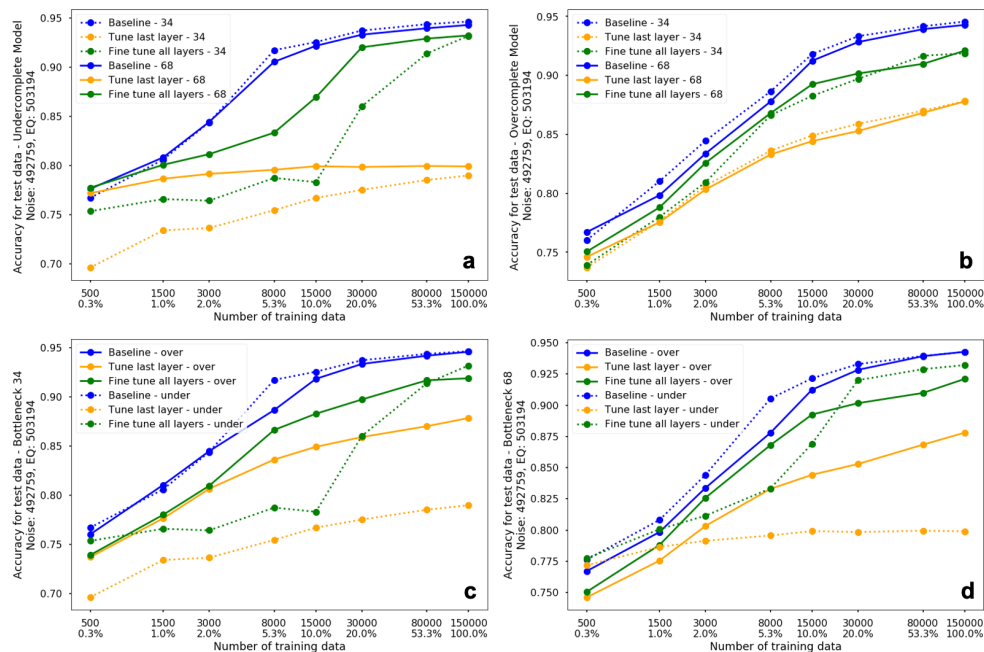 Accuracy for test data - Undercomplete Model
Noise: 492759, EQ: 503194
0.95
0.90
0.85
0.80
0.75
0.70
Baseline - 34
Tune last layer - 34
Fine tune all layers - 34
Baseline - 68
Tune last layer - 68
Fine tune all layers - 68
a
500 1500 3000 8000 15000 30000 80000 150000
0.3% 1.0% 2.0% 5.3% 10.0% 20.0% 53.3% 100.0%
Number of training data
Accuracy for test data - Overcomplete Model
Noise: 492759, EQ: 503194
0.95
0.90
0.85
0.80
0.75
Baseline - 34
Tune last layer - 34
Fine tune all layers - 34
Baseline - 68
Tune last layer - 68
Fine tune all layers - 68
b
500 1500 3000 8000 15000 30000 80000 150000
0.3% 1.0% 2.0% 5.3% 10.0% 20.0% 53.3% 100.0%
Number of training data
Accuracy for test data - Bottleneck 34
Noise: 492759, EQ: 503194
0.95
0.90
0.85
0.80
0.75
0.70
Baseline - over
Tune last layer - over
Fine tune all layers - over
Baseline - under
Tune last layer - under
Fine tune all layers - under
c
500 1500 3000 8000 15000 30000 80000 150000
0.3% 1.0% 2.0% 5.3% 10.0% 20.0% 53.3% 100.0%
Number of training data
Accuracy for test data - Bottleneck 68
Noise: 492759, EQ: 503194
0.950
0.925
0.900
0.875
0.850
0.825
0.800
0.775
0.750
Baseline - over
Tune last layer - over
Fine tune all layers - over
Baseline - under
Tune last layer - under
Fine tune all layers - under
d
500 1500 3000 8000 15000 30000 80000 150000
0.3% 1.0% 2.0% 5.3% 10.0% 20.0% 53.3% 100.0%
Number of training data